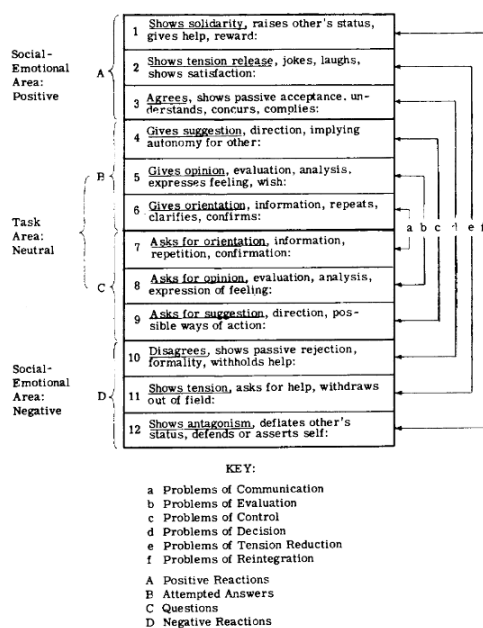 1 Shows solidarity, raises other's status,
gives help, reward:
Social-
Emotional
Area:
Positive
A
2 Shows tension release, jokes, laughs,
shows satisfaction:
3 Agrees, shows passive acceptance, un-
derstands, concurs, complies:
4 Gives suggestion, direction, implying
autonomy for other:
B
5 Gives opinion, evaluation, analysis,
expresses feeling, wish:
6 Gives orientation, information, repeats,
clarifies, confirms:
Task
Area:
Neutral
a b c d e f
7 Asks for orientation, information,
repetition, confirmation:
C
8 Asks for opinion, evaluation, analysis,
expression of feeling:
9 Asks for suggestion, direction, pos-
sible ways of action:
10 Disagrees, shows passive rejection,
formality, withholds help:
Social-
Emotional
Area:
Negative
D
11 Shows tension, asks for help, withdraws
out of field:
12 Shows antagonism, deflates other's
status, defends or asserts self:
KEY:
a Problems of Communication
b Problems of Evaluation
c Problems of Control
d Problems of Decision
e Problems of Tension Reduction
f Problems of Reintegration
A Positive Reactions
B Attempted Answers
C Questions
D Negative Reactions